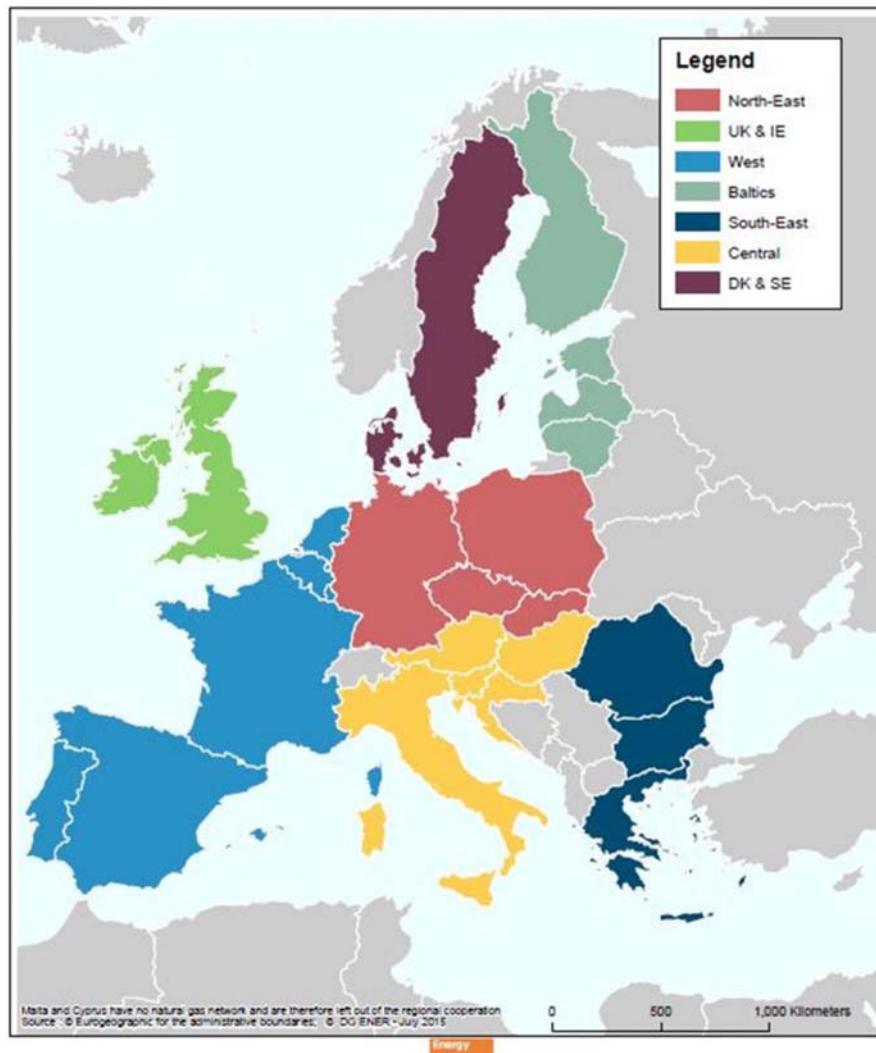 Legend
North-East
UK & IE
West
Baltics
South-East
Central
DK & SE
Malta and Cyprus have no natural gas network and are therefore left out of the regional cooperation
Source : © Eurogeographic for the administrative boundaries; © DG ENER - July 2015
0 500 1,000 Kilometers
Energy